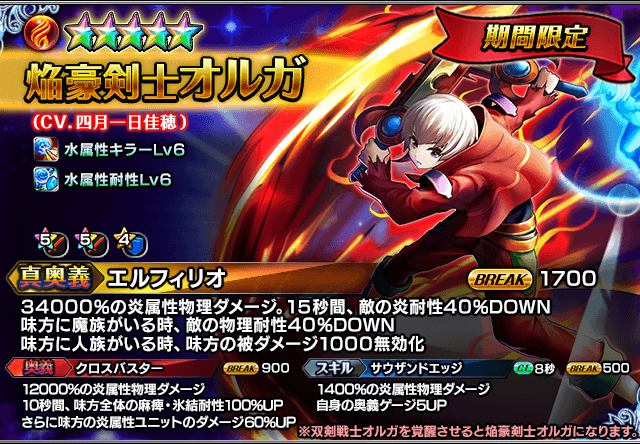 期間限定
焔豪剣士オルガ
(CV.四月一日佳穂)
水属性キラーLv6
水属性耐性Lv6
5 5 4
真奥義 エルフィリオ BREAK 1700
34000%の炎属性物理ダメージ。15秒間、敵の炎耐性40%DOWN
味方に魔族がいる時、敵の物理耐性40%DOWN
味方に人族がいる時、味方の被ダメージ1000無効化
奥義 クロスバスター BREAK 900
12000%の炎属性物理ダメージ
10秒間、味方全体の麻痺・氷結耐性100%UP
さらに味方の炎属性ユニットのダメージ60%UP
スキル サウザンドエッジ C.T. 8秒 BREAK 500
1400%の炎属性物理ダメージ
自身の奥義ゲージ5UP
※双剣戦士オルガを覚醒させると焔豪剣士オルガになります。